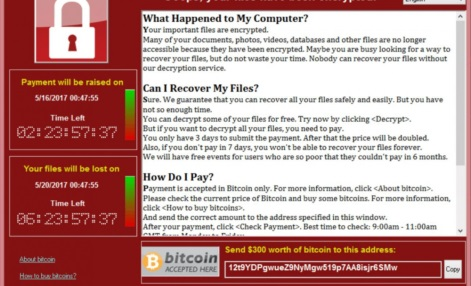 English
What Happened to My Computer?
Your important files are encrypted.
Many of your documents, photos, videos, databases and other files are no longer
accessible because they have been encrypted. Maybe you are busy looking for a way to
recover your files, but do not waste your time. Nobody can recover your files without
our decryption service.
Can I Recover My Files?
Sure. We guarantee that you can recover all your files safely and easily. But you have
not so enough time.
You can decrypt some of your files for free. Try now by clicking <Decrypt>.
But if you want to decrypt all your files, you need to pay.
You only have 3 days to submit the payment. After that the price will be doubled.
Also, if you don't pay in 7 days, you won't be able to recover your files forever.
We will have free events for users who are so poor that they couldn't pay in 6 months.
How Do I Pay?
Payment is accepted in Bitcoin only. For more information, click <About bitcoin>.
Please check the current price of Bitcoin and buy some bitcoins. For more information,
click <How to buy bitcoins>.
And send the correct amount to the address specified in this window.
After your payment, click <Check Payment>. Best time to check: 9:00am - 11:00am
GMT from Monday to Friday
Payment will be raised on
5/16/2017 00:47:55
Time Left
02:23:57:37
Your files will be lost on
5/20/2017 00:47:55
Time Left
06:23:57:37
About bitcoin
How to buy bitcoins?
bitcoin
ACCEPTED HERE
Send $300 worth of bitcoin to this address:
12t9YDPgwueZ9NyMgw519p7AA8isjr6SMw
Copy